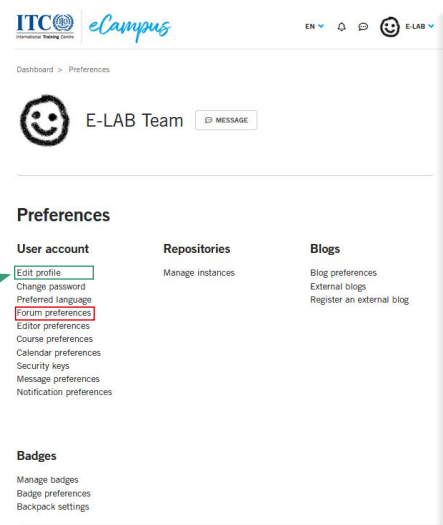 ITC
International Training Centre
eCampus
EN
E-LAB
Dashboard > Preferences
E-LAB Team
MESSAGE
Preferences
User account
Edit profile
Change password
Preferred language
Forum preferences
Editor preferences
Course preferences
Calendar preferences
Security keys
Message preferences
Notification preferences
Repositories
Manage instances
Blogs
Blog preferences
External blogs
Register an external blog
Badges
Manage badges
Badge preferences
Backpack settings